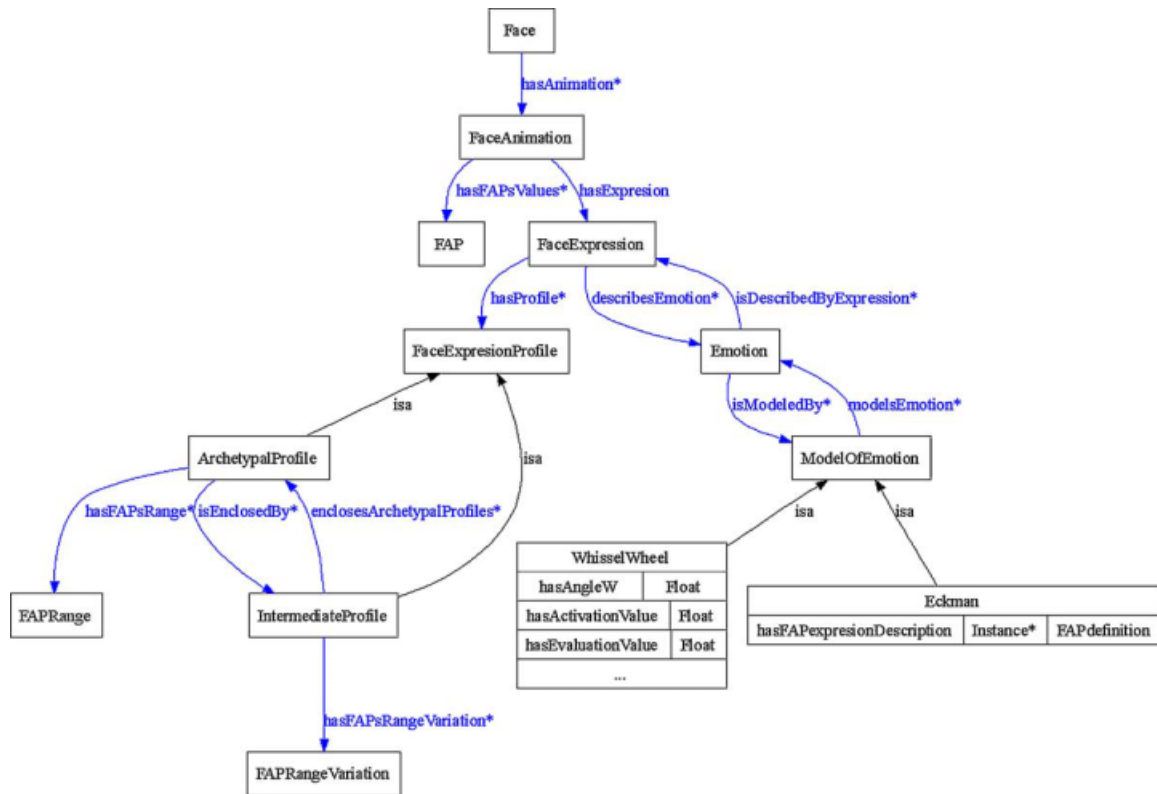 Face
hasAnimation*
FaceAnimation
hasFAPsValues* hasExpresion
FAP FaceExpression
hasProfile* describesEmotion* isDescribedByExpression*
FaceExpresionProfile Emotion
isa isModeledBy* modelsEmotion*
ArchetypalProfile isa ModelOfEmotion
hasFAPsRange* isEnclosedBy* enclosesArchetypalProfiles* isa isa
WhisselWheel
hasAngleW Float
Eckman
FAPRange IntermediateProfile hasActivationValue Float
hasFAPexpresionDescription Instance* FAPdefinition
hasEvaluationValue Float
...
hasFAPsRangeVariation*
FAPRangeVariation